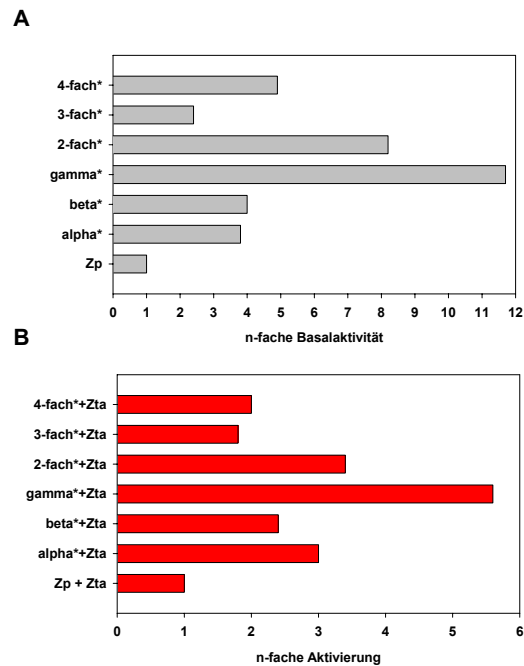 A
4-fach*
3-fach*
2-fach*
gamma*
beta*
alpha*
Zp
0 1 2 3 4 5 6 7 8 9 10 11 12
n-fache Basalaktivität
B
4-fach*+Zta
3-fach*+Zta
2-fach*+Zta
gamma*+Zta
beta*+Zta
alpha*+Zta
Zp + Zta
0 1 2 3 4 5 6
n-fache Aktivierung